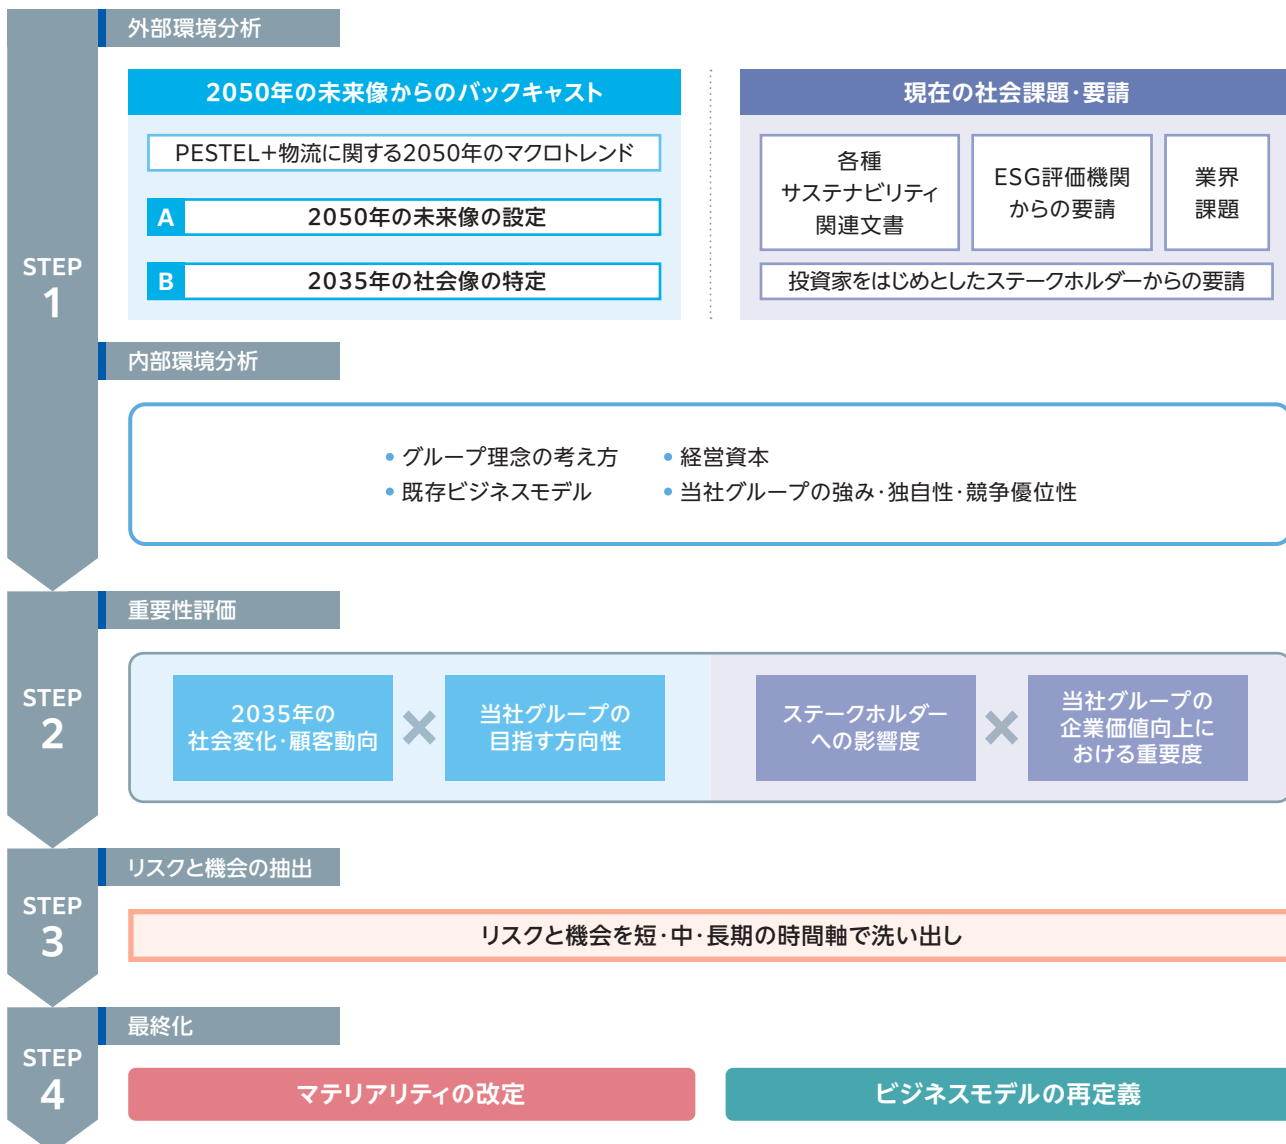 外部環境分析
STEP
1
2050年の未来像からのバックキャスト
PESTEL+物流に関する2050年のマクロトレンド
A 2050年の未来像の設定
B 2035年の社会像の特定
現在の社会課題・要請
各種
サステナビリティ
関連文書
ESG評価機関
からの要請
業界
課題
投資家をはじめとしたステークホルダーからの要請
内部環境分析
• グループ理念の考え方
• 既存ビジネスモデル
• 経営資本
• 当社グループの強み・独自性・競争優位性
重要性評価
STEP
2
2035年の
社会変化・顧客動向
×
当社グループの
目指す方向性
ステークホルダー
への影響度
×
当社グループの
企業価値向上に
おける重要度
リスクと機会の抽出
STEP
3
リスクと機会を短・中・長期の時間軸で洗い出し
最終化
STEP
4
マテリアリティの改定
ビジネスモデルの再定義